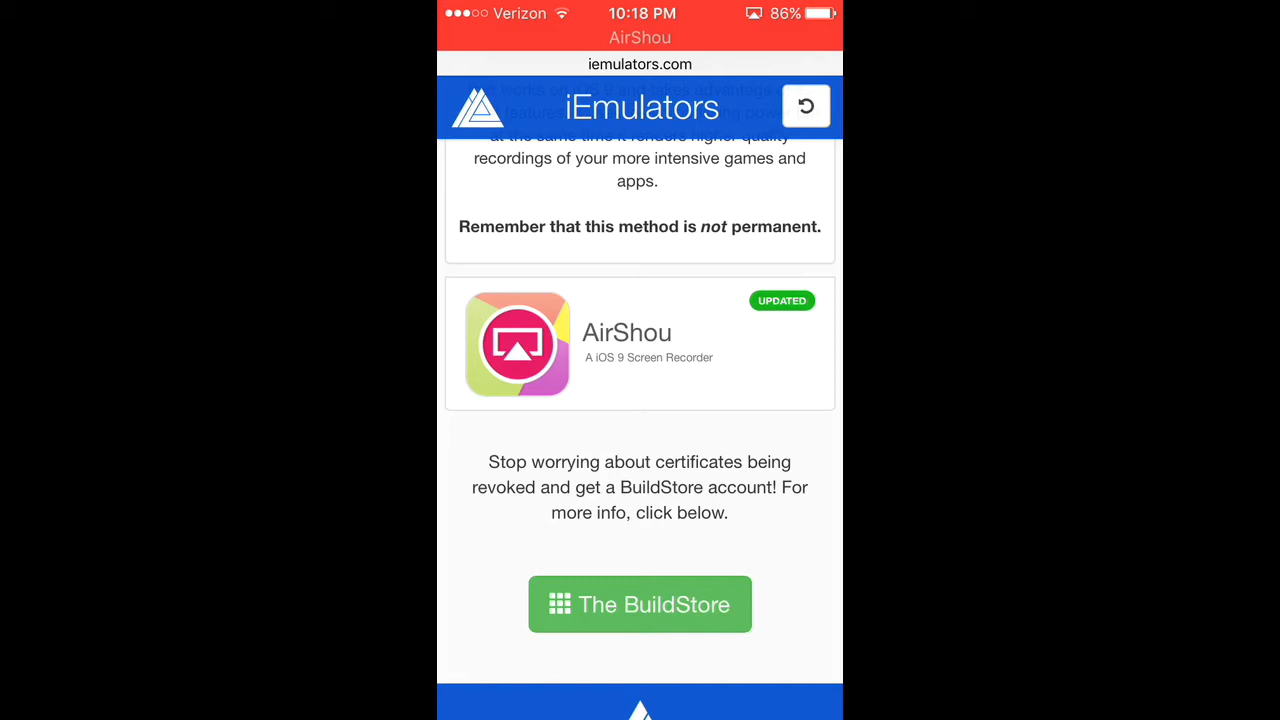 Verizon 10:18 PM 86%
AirShou
iemulators.com
iEmulators
at the same time it renders higher quality
recordings of your more intensive games and
apps.
Remember that this method is not permanent.
UPDATED
AirShou
A iOS 9 Screen Recorder
Stop worrying about certificates being
revoked and get a BuildStore account! For
more info, click below.
The BuildStore